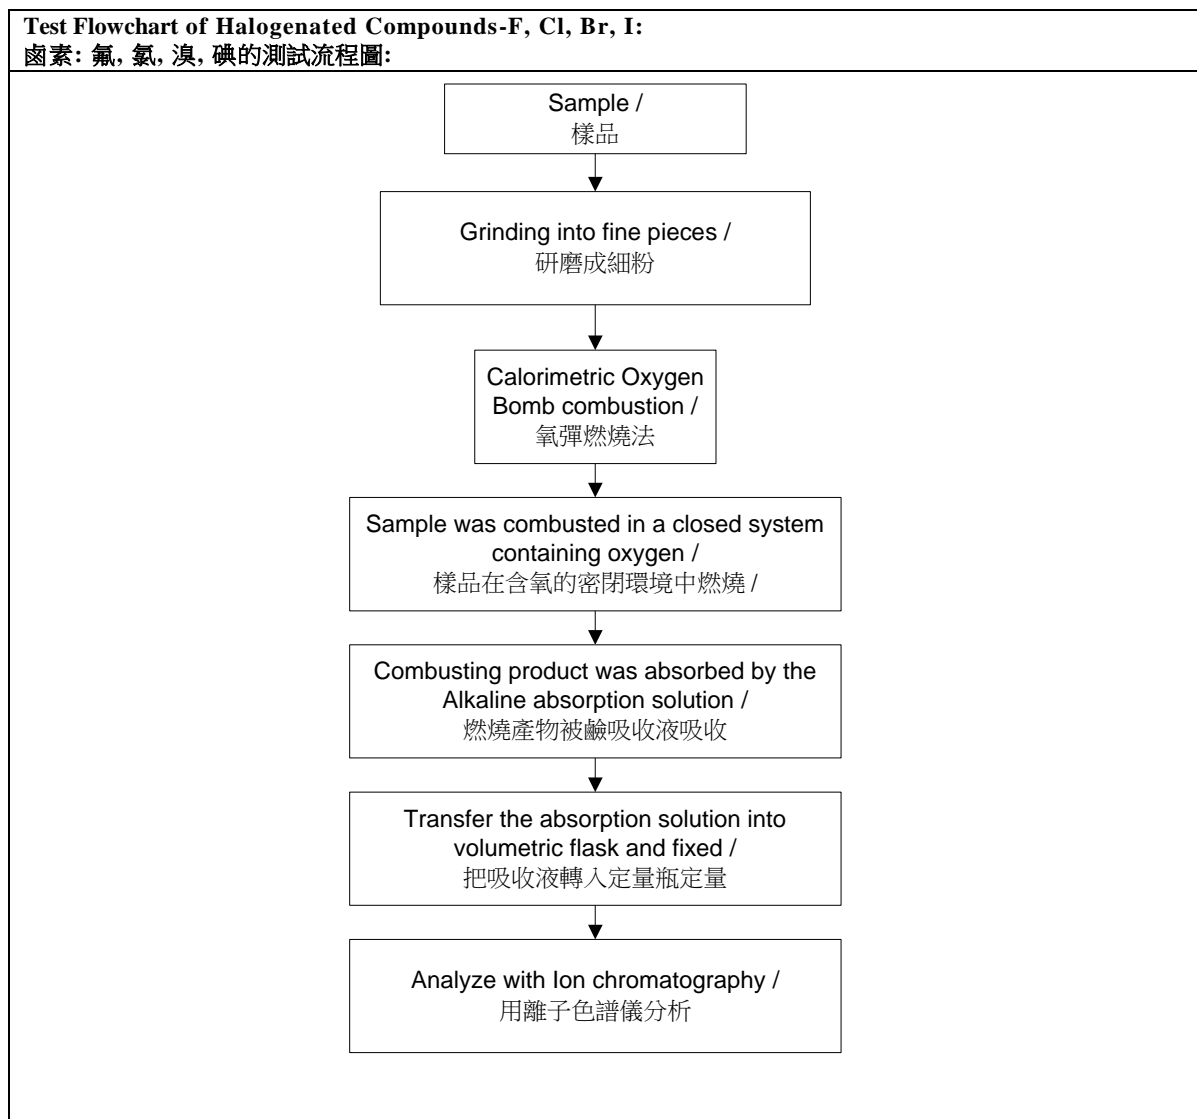 Test Flowchart of Halogenated Compounds-F, Cl, Br, I:
鹵素: 氟, 氯, 溴, 碘的測試流程圖:
Sample /
樣品
Grinding into fine pieces /
研磨成細粉
Calorimetric Oxygen
Bomb combustion /
氧彈燃燒法
Sample was combusted in a closed system
containing oxygen /
樣品在含氧的密閉環境中燃燒 /
Combusting product was absorbed by the
Alkaline absorption solution /
燃燒產物被鹼吸收液吸收
Transfer the absorption solution into
volumetric flask and fixed /
把吸收液轉入定量瓶定量
Analyze with Ion chromatography /
用離子色譜儀分析